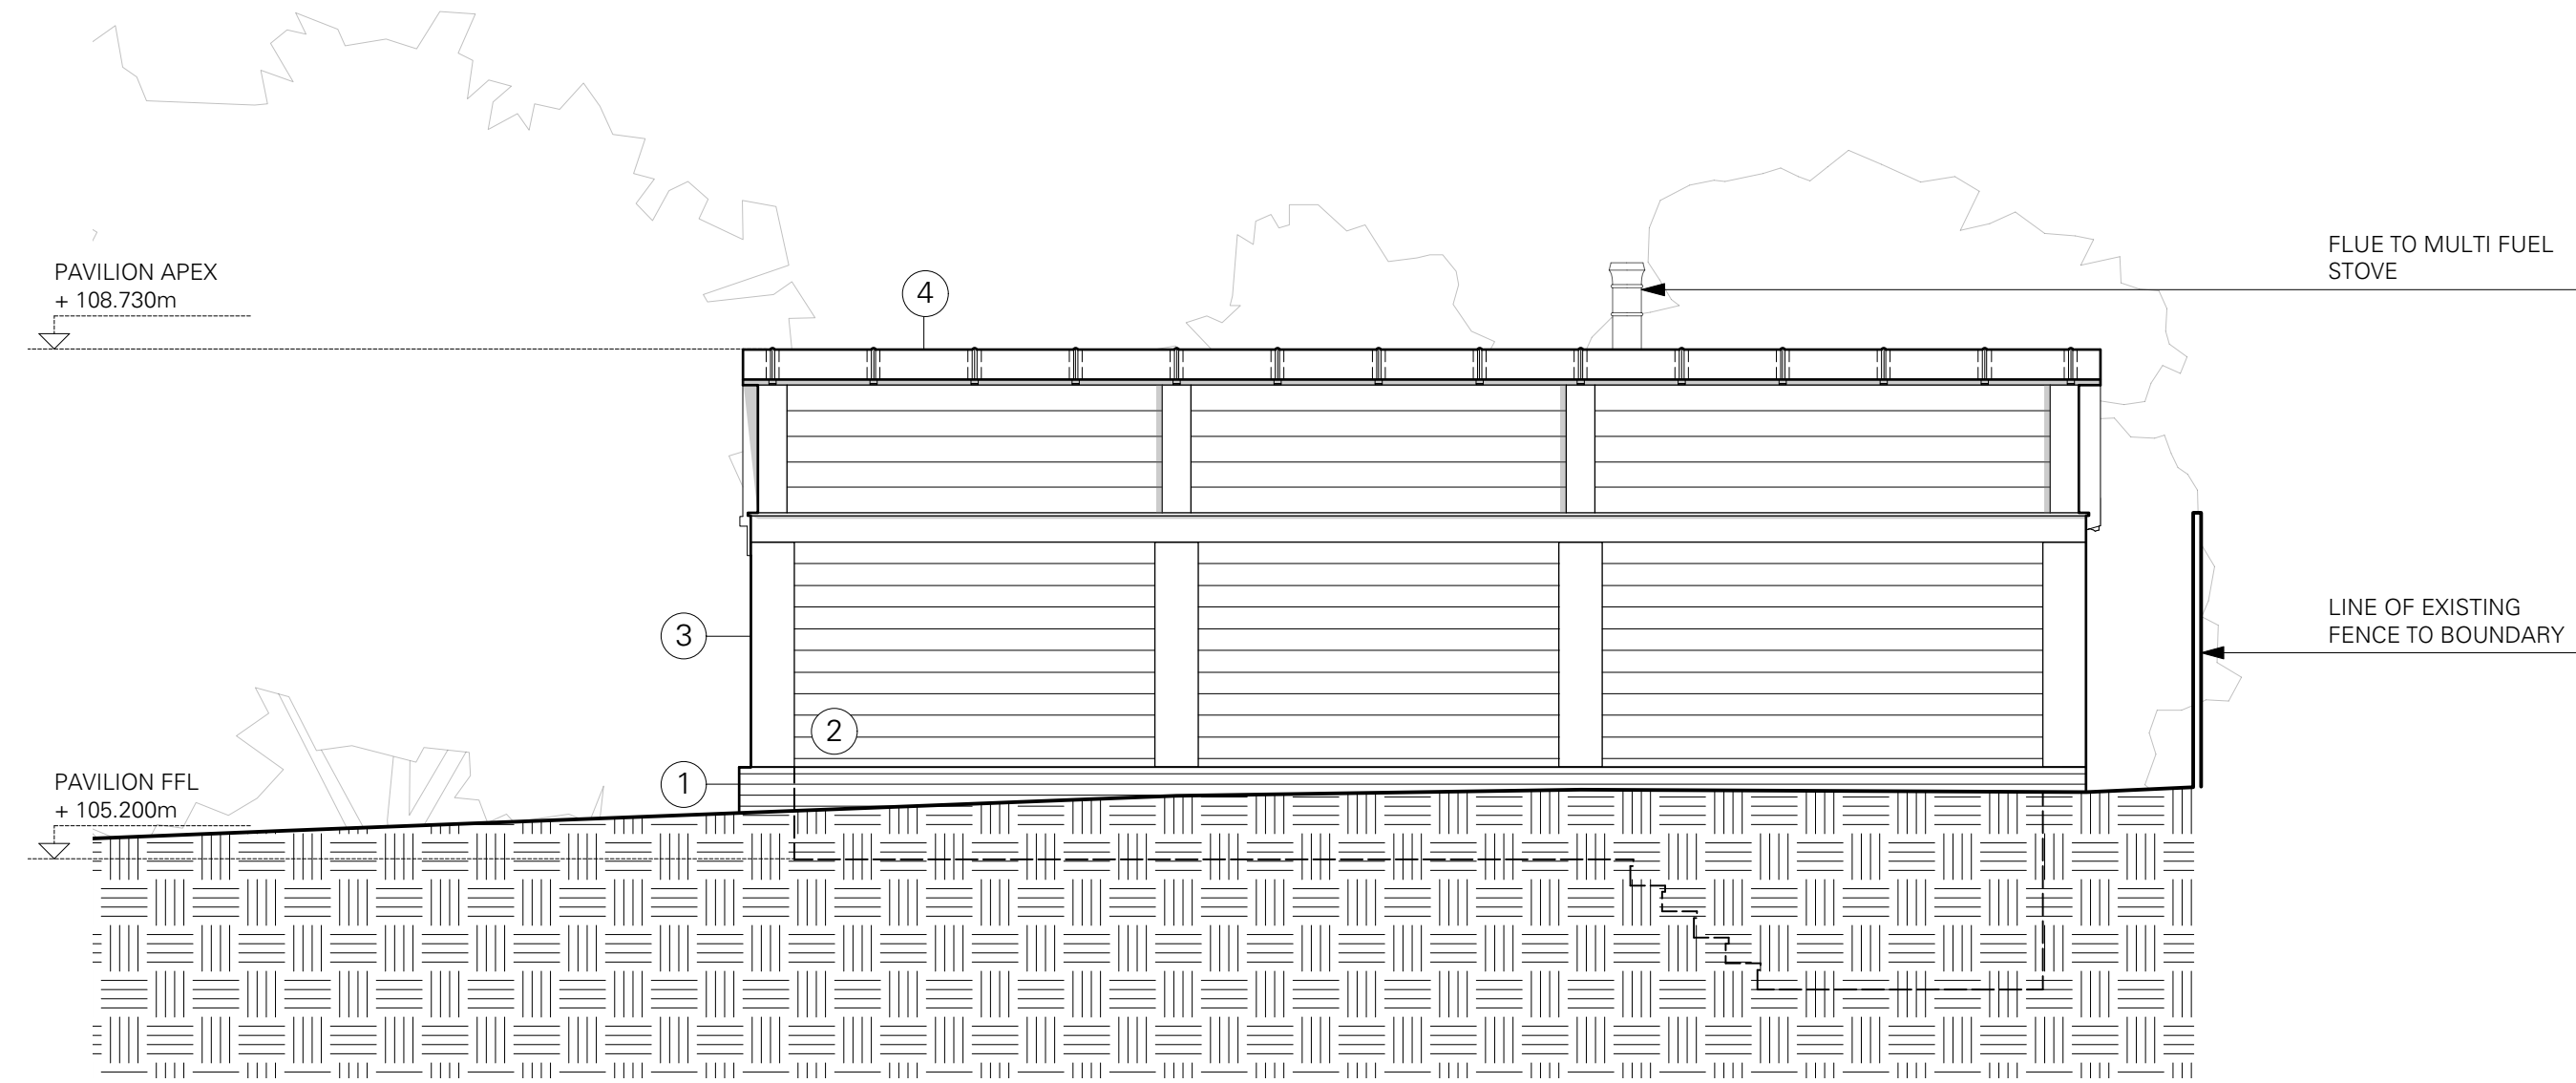 FLUE TO MULTI FUEL
STOVE
PAVILION APEX
+ 108.730m
4
LINE OF EXISTING
FENCE TO BOUNDARY
3
2
1
PAVILION FFL
+ 105.200m